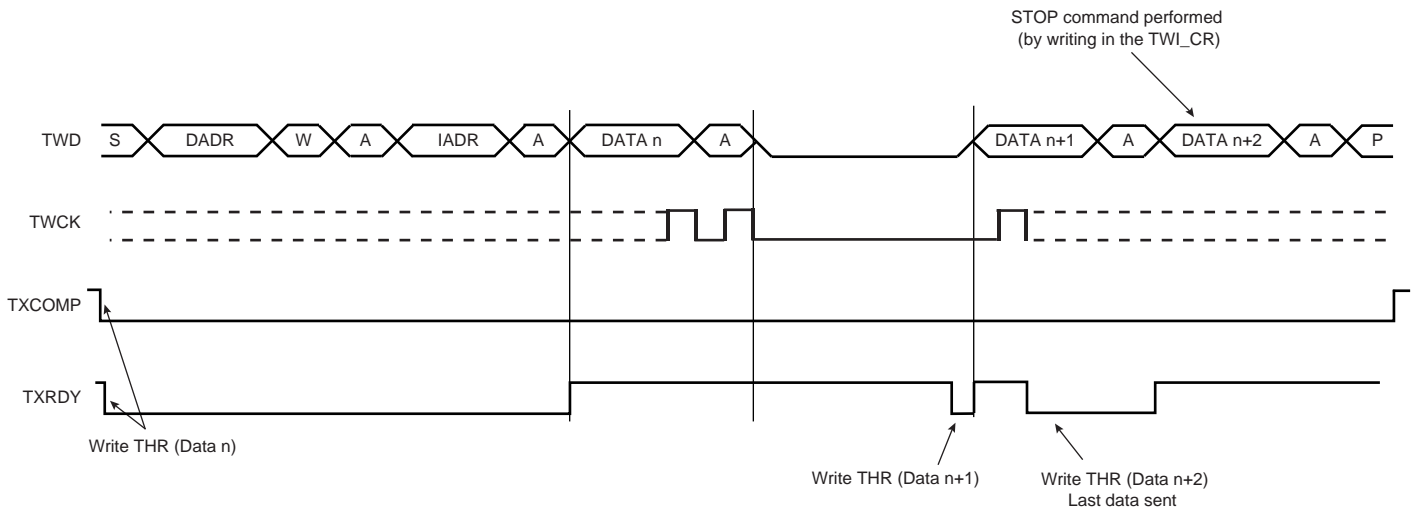 STOP command performed
(by writing in the TWI_CR)
TWD S DADR W A IADR A DATA n A DATA n+1 A DATA n+2 A P
TWCK
TXCOMP
TXRDY
Write THR (Data n)
Write THR (Data n+1)
Write THR (Data n+2)
Last data sent